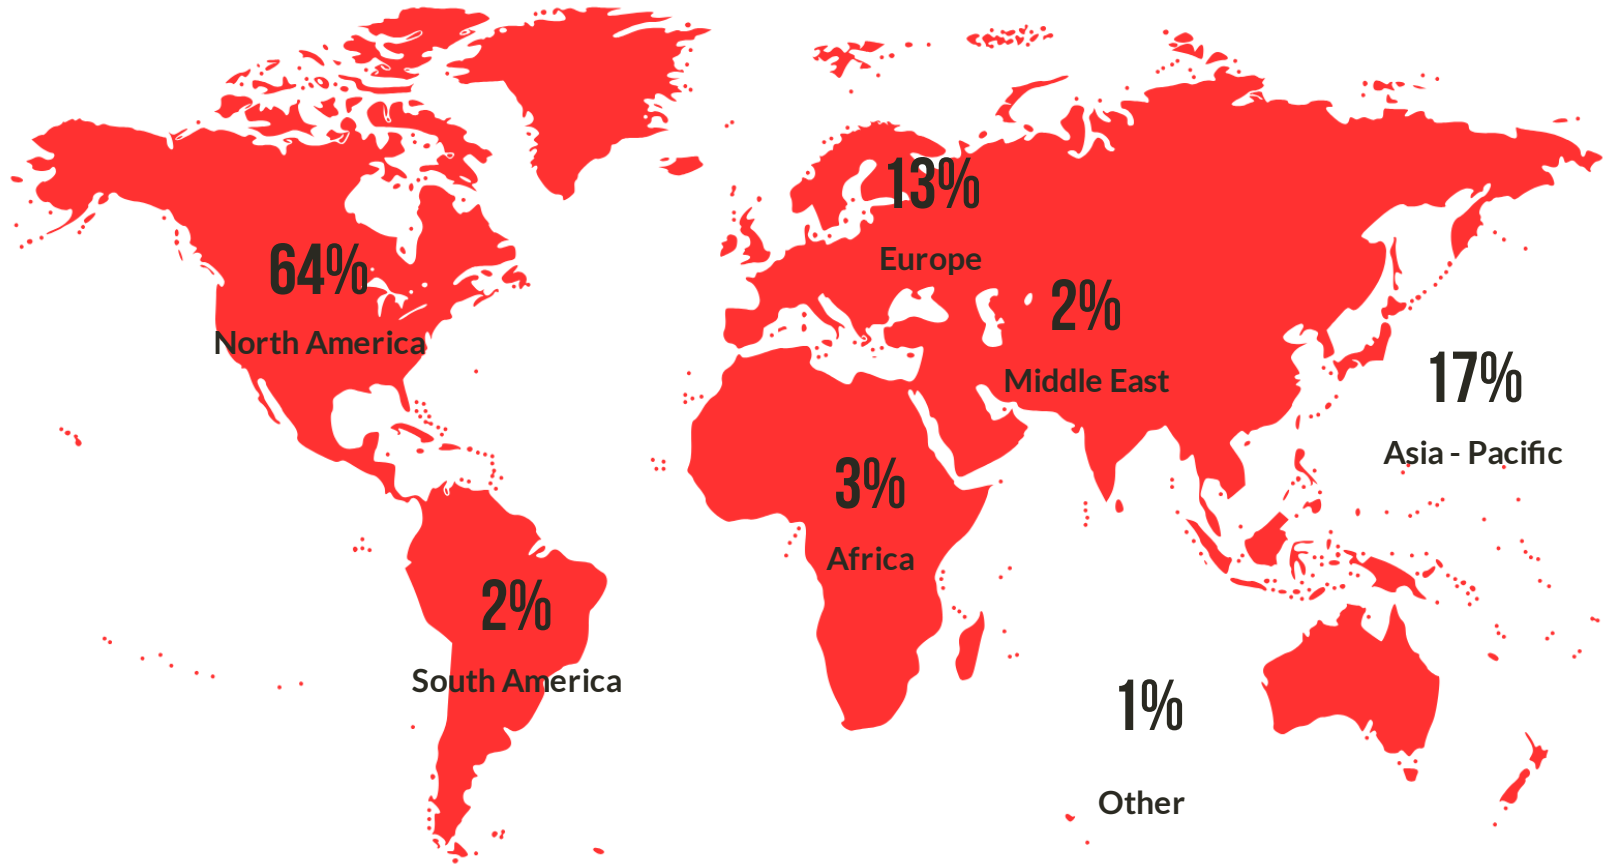 13%
Europe
64%
North America
2%
Middle East
17%
Asia - Pacific
3%
Africa
2%
South America
1%
Other